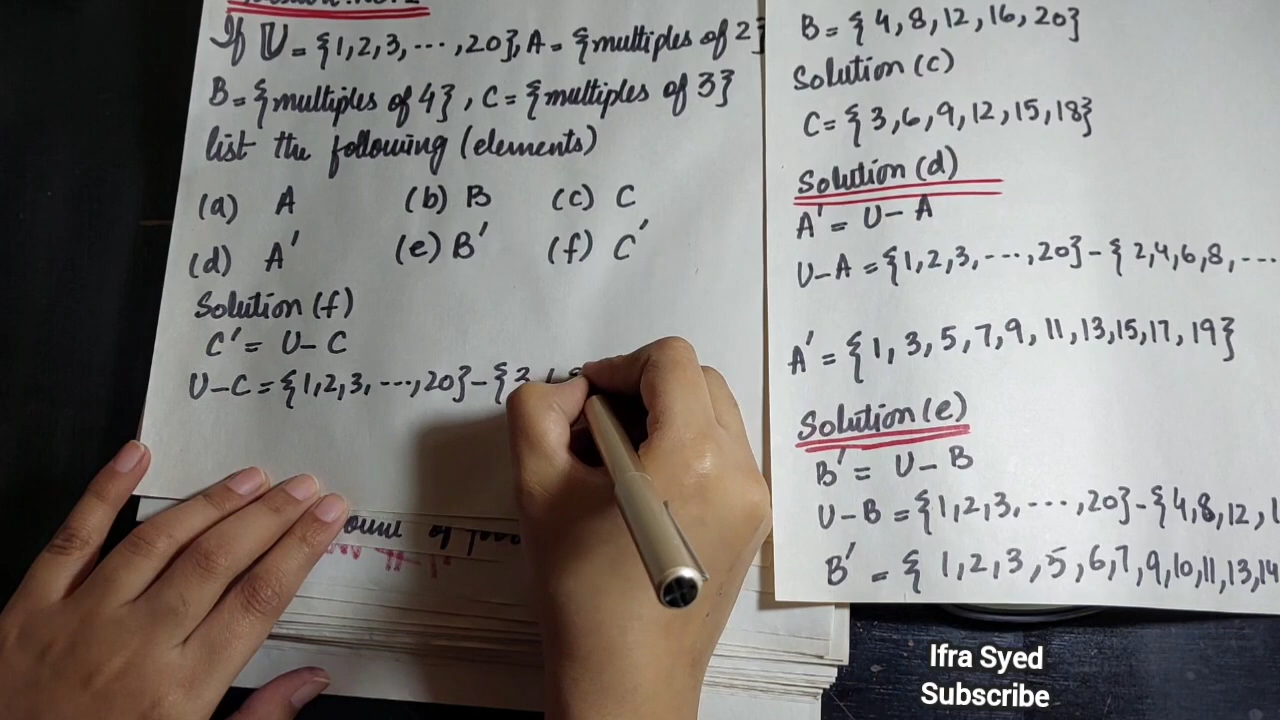 If U = {1,2,3, ---- ,20}, A = {multiples of 2}
B = {multiples of 4}, C = {multiples of 3}
list the following (elements)
(a) A (b) B (c) C
(d) A' (e) B' (f) C'
Solution (f)
C' = U - C
U - C = {1,2,3, ----,20} - {3
B = {4,8,12,16,20}
Solution (c)
C = {3,6,9,12,15,18}
Solution (d)
A' = U - A
U - A = {1,2,3, ----,20} - {2,4,6,8, ---
A' = {1,3,5,7,9,11,13,15,17,19}
Solution (e)
B' = U - B
U - B = {1,2,3, ----,20} - {4,8,12,1
B' = {1,2,3,5,6,7,9,10,11,13,14
of
Ifra Syed
Subscribe